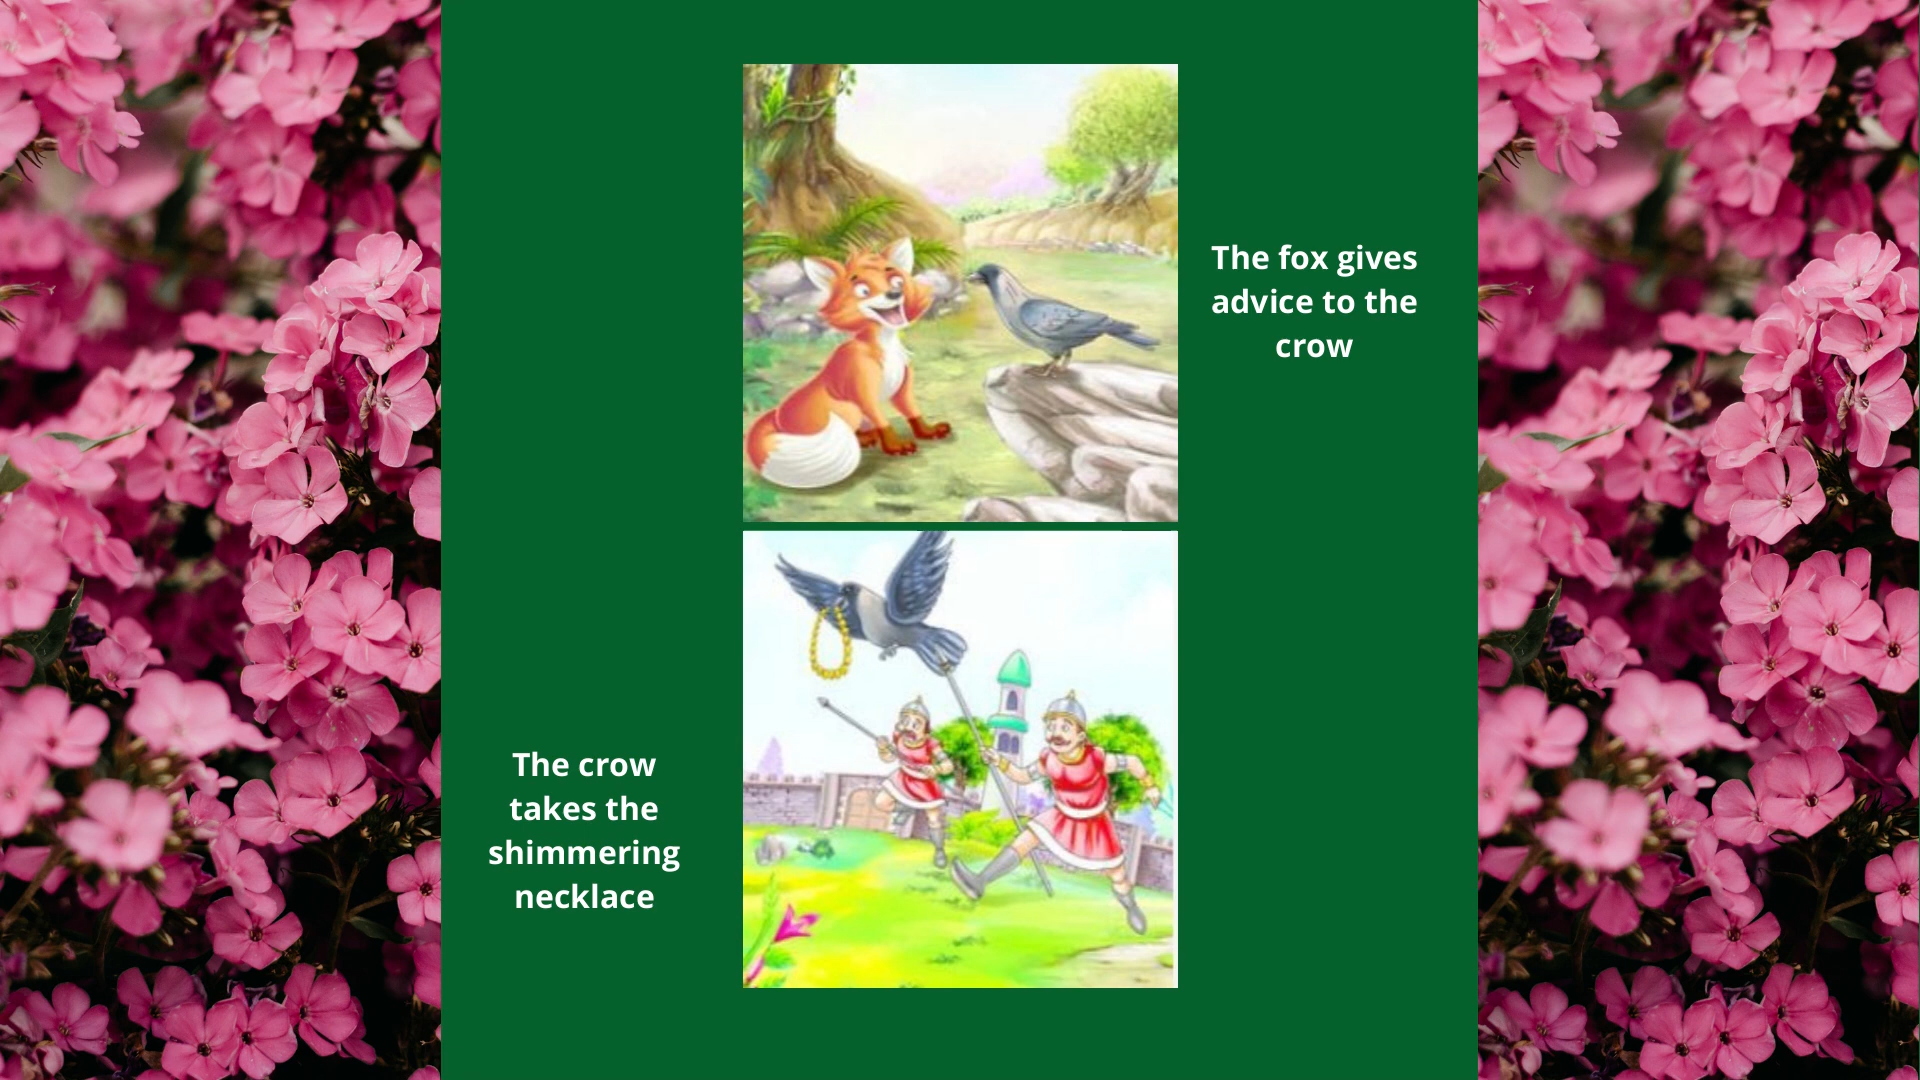 The fox gives
advice to the
crow
The crow
takes the
shimmering
necklace